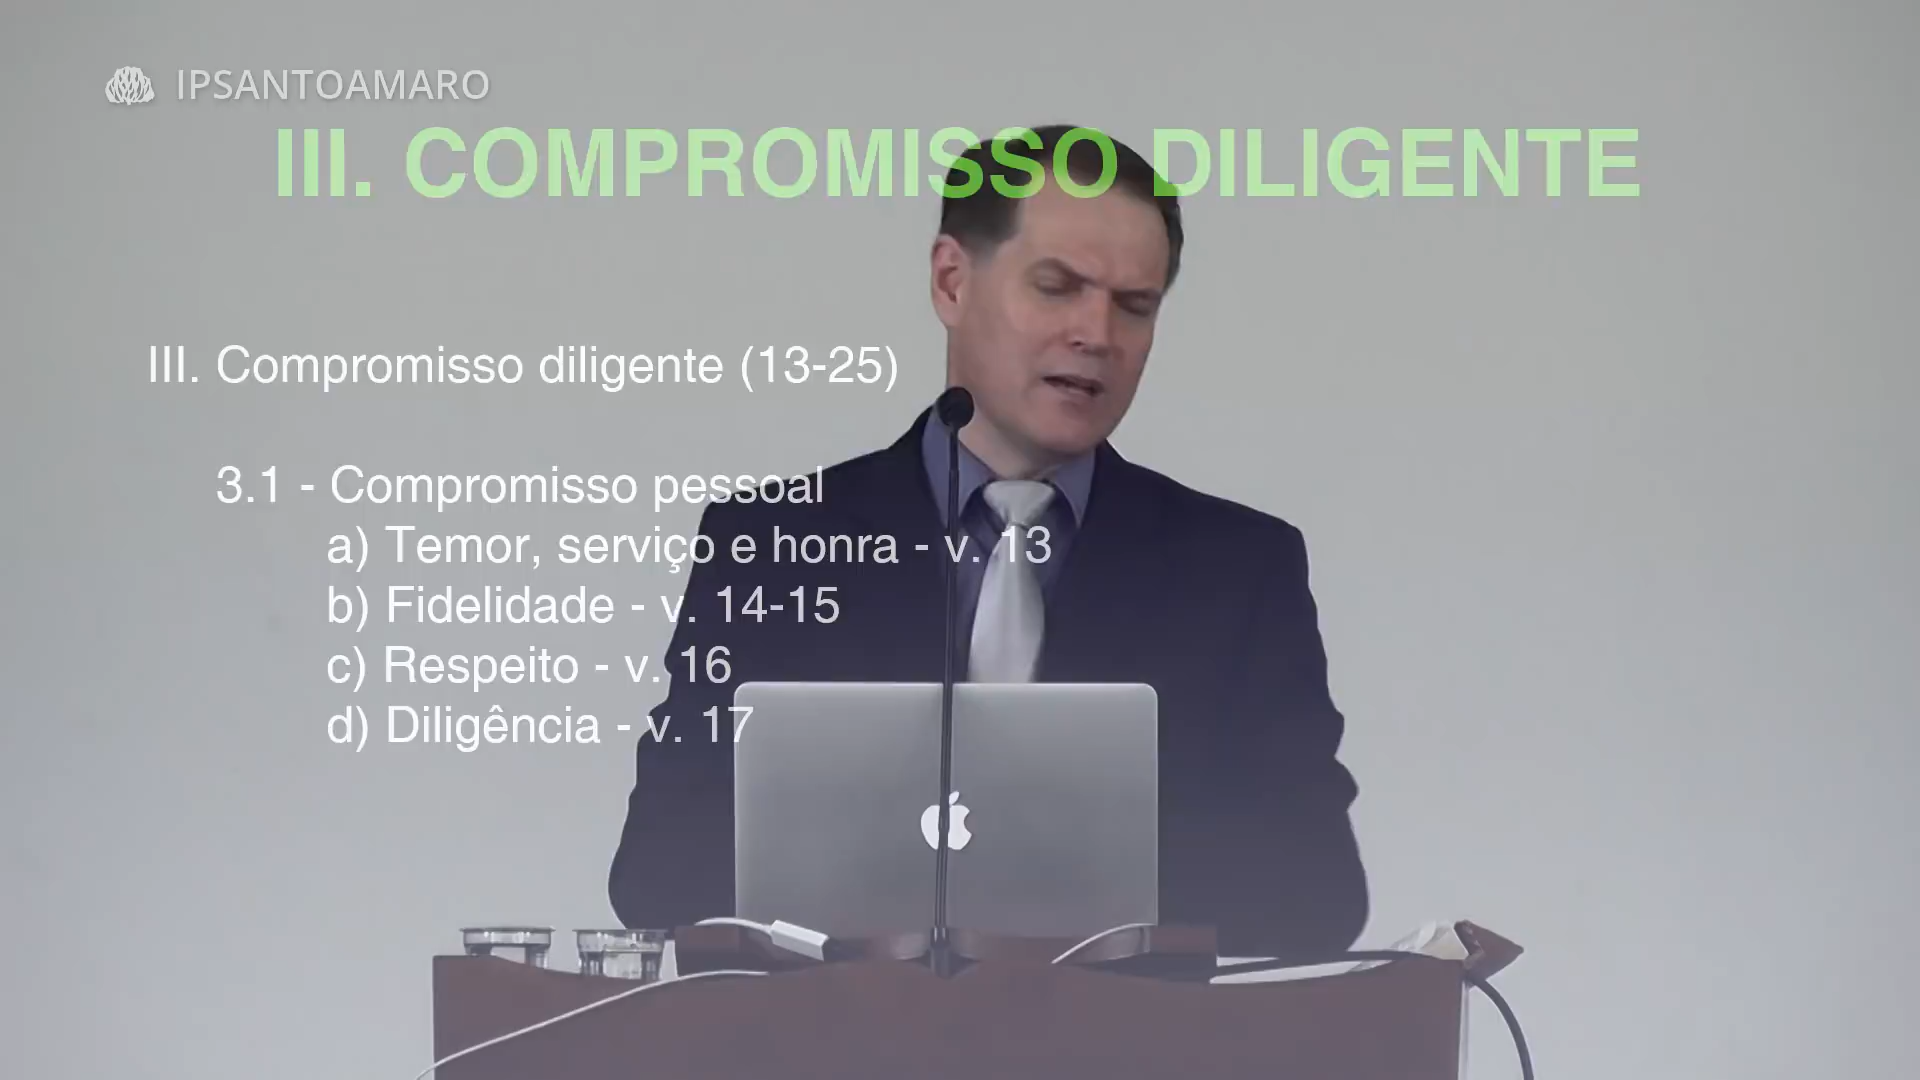 IPSANTOAMARO
III. COMPROMISSO DILIGENTE
III. Compromisso diligente (13-25)
3.1 - Compromisso pessoal
a) Temor, serviço e honra - v. 13
b) Fidelidade - v. 14-15
c) Respeito - v. 16
d) Diligência - v. 17